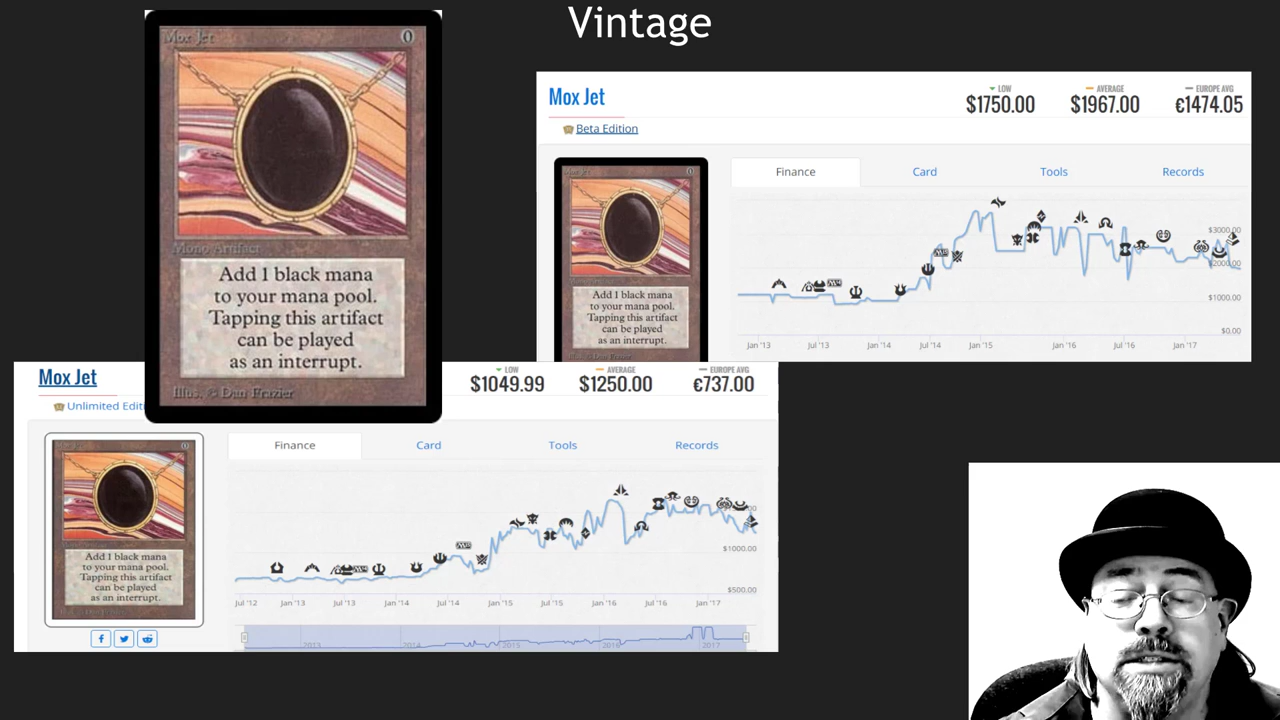 Vintage
Mox Jet 0
Mono Artifact
Add 1 black mana
to your mana pool.
Tapping this artifact
can be played
as an interrupt.
Illus. © Dan Frazier
Mox Jet
LOW AVERAGE EUROPE AVG
$1750.00 $1967.00 €1474.05
Beta Edition
Finance Card Tools Records
Add 1 black mana
to your mana pool.
Tapping this artifact
can be played
as an interrupt.
$3000.00
$2000.00
$1000.00
$0.00
Jan '13 Jul '13 Jan '14 Jul '14 Jan '15 Jan '16 Jul '16 Jan '17
Mox Jet
LOW AVERAGE EUROPE AVG
$1049.99 $1250.00 €737.00
Unlimited Editi
Finance Card Tools Records
Add 1 black mana
to your mana pool.
Tapping this artifact
can be played
as an interrupt.
$1000.00
$500.00
Jul '12 Jan '13 Jul '13 Jan '14 Jul '14 Jan '15 Jul '15 Jan '16 Jul '16 Jan '17
2013 2014 2015 2016 2017